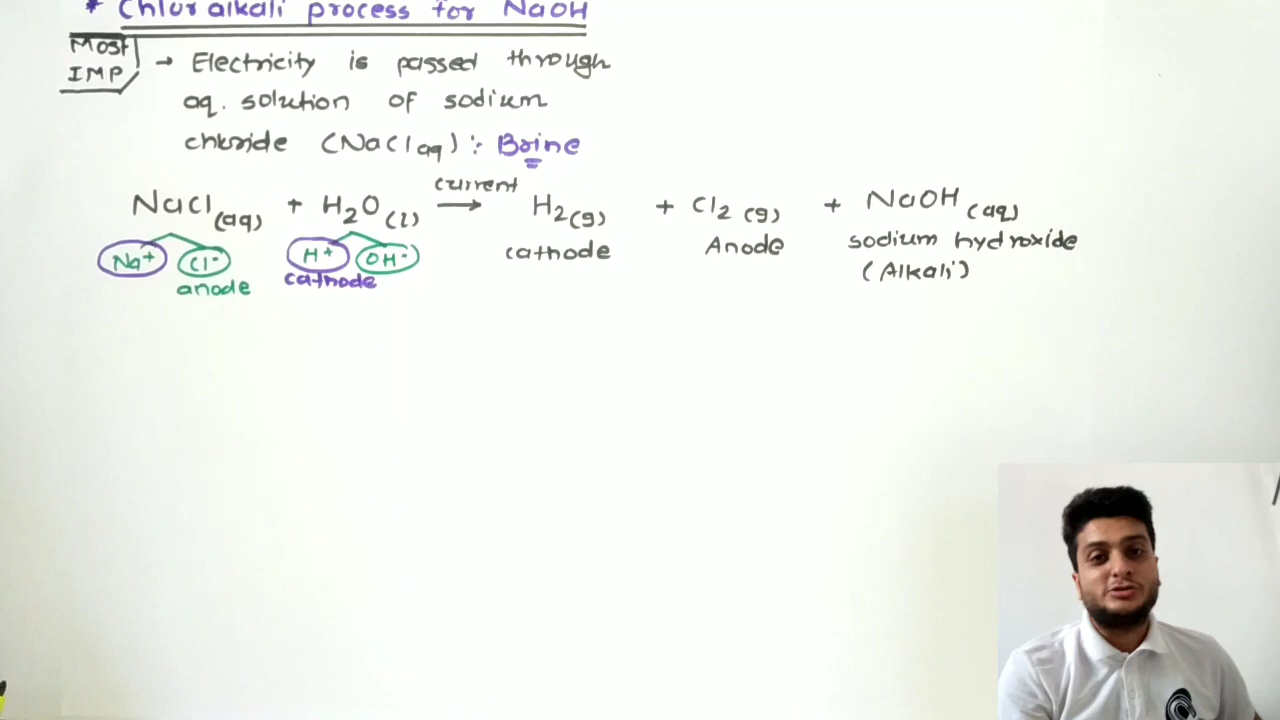 * Chlor alkali process for NaOH
Most IMP
→ Electricity is passed through
aq. solution of sodium
chloride (NaCl aq) : Brine
NaCl(aq) + H2O(l) current → H2(g) + Cl2(g) + NaOH(aq)
Na+ Cl- H+ OH- cathode Anode sodium hydroxide
anode cathode (Alkali)